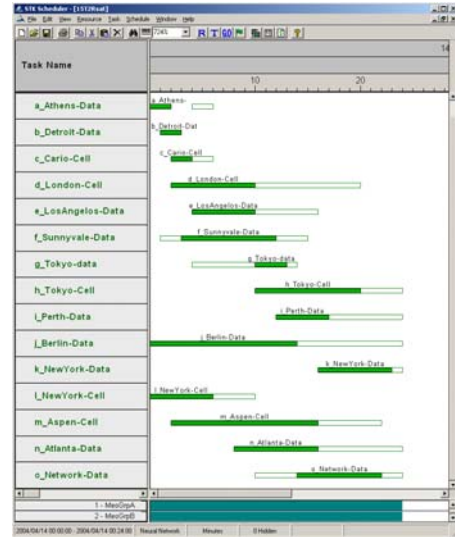 STK Scheduler - [1ST2Rsat]
File Edit View Resource Task Schedule Window Help
724% R T GO
14
Task Name
10 20
a_Athens-Data a_Athens-
b_Detroit-Data b_Detroit-Dat
c_Cario-Cell c_Cario-Cell
d_London-Cell d_London-Cell
e_LosAngelos-Data e_LosAngelos-Data
f_Sunnyvale-Data f_Sunnyvale-Data
g_Tokyo-data g_Tokyo-data
h_Tokyo-Cell h_Tokyo-Cell
i_Perth-Data i_Perth-Data
j_Berlin-Data j_Berlin-Data
k_NewYork-Data k_NewYork-Data
l_NewYork-Cell l_NewYork-Cell
m_Aspen-Cell m_Aspen-Cell
n_Atlanta-Data n_Atlanta-Data
o_Network-Data o_Network-Data
1 - MesGrpA
2 - MesGrpB
2004/04/14 00:00:00 - 2004/04/14 00:24:00 Neural Network Minutes 0 Hidden